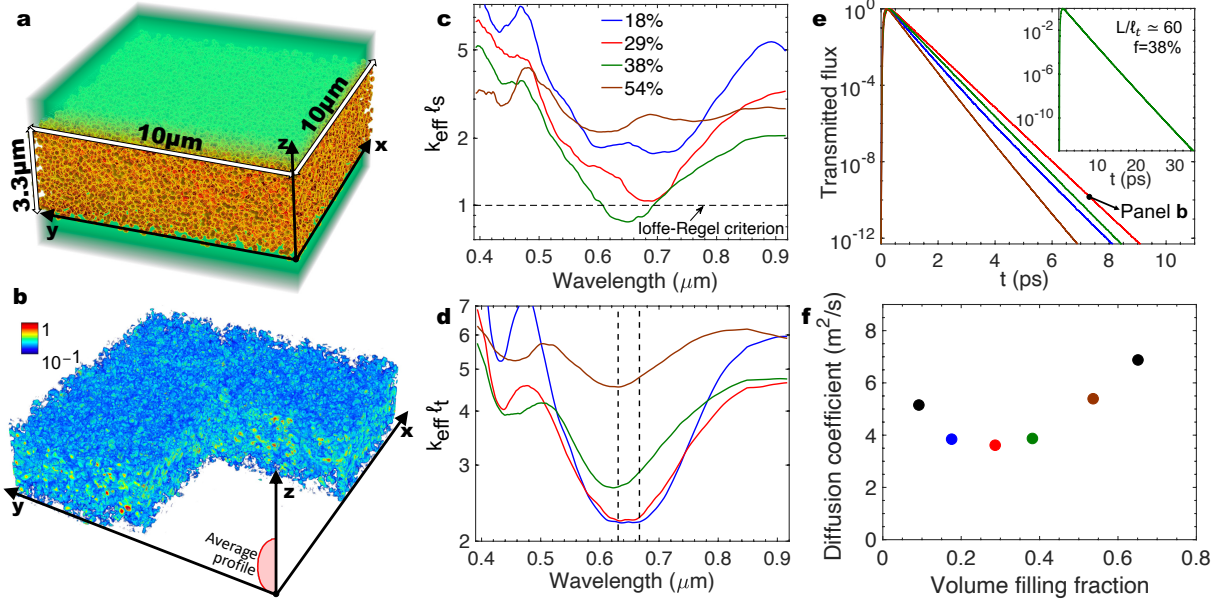 a
10μm
10μm
3.3μm
z
x
y
b
1
10⁻¹
z
x
y
Average
profile
c
k_eff ℓ_s
5
2
1
18%
29%
38%
54%
Ioffe-Regel criterion
0.4 0.5 0.6 0.7 0.8 0.9
Wavelength (μm)
d
k_eff ℓ_t
7
6
5
4
3
2
0.4 0.5 0.6 0.7 0.8 0.9
Wavelength (μm)
e
Transmitted flux
10⁰
10⁻⁴
10⁻⁸
10⁻¹²
0 2 4 6 8 10
t (ps)
Panel b
L/ℓ_t ≃ 60
f=38%
10⁻²
10⁻⁶
10⁻¹⁰
10 20 30
t (ps)
f
Diffusion coefficient (m²/s)
8
6
4
2
0
0 0.2 0.4 0.6 0.8
Volume filling fraction